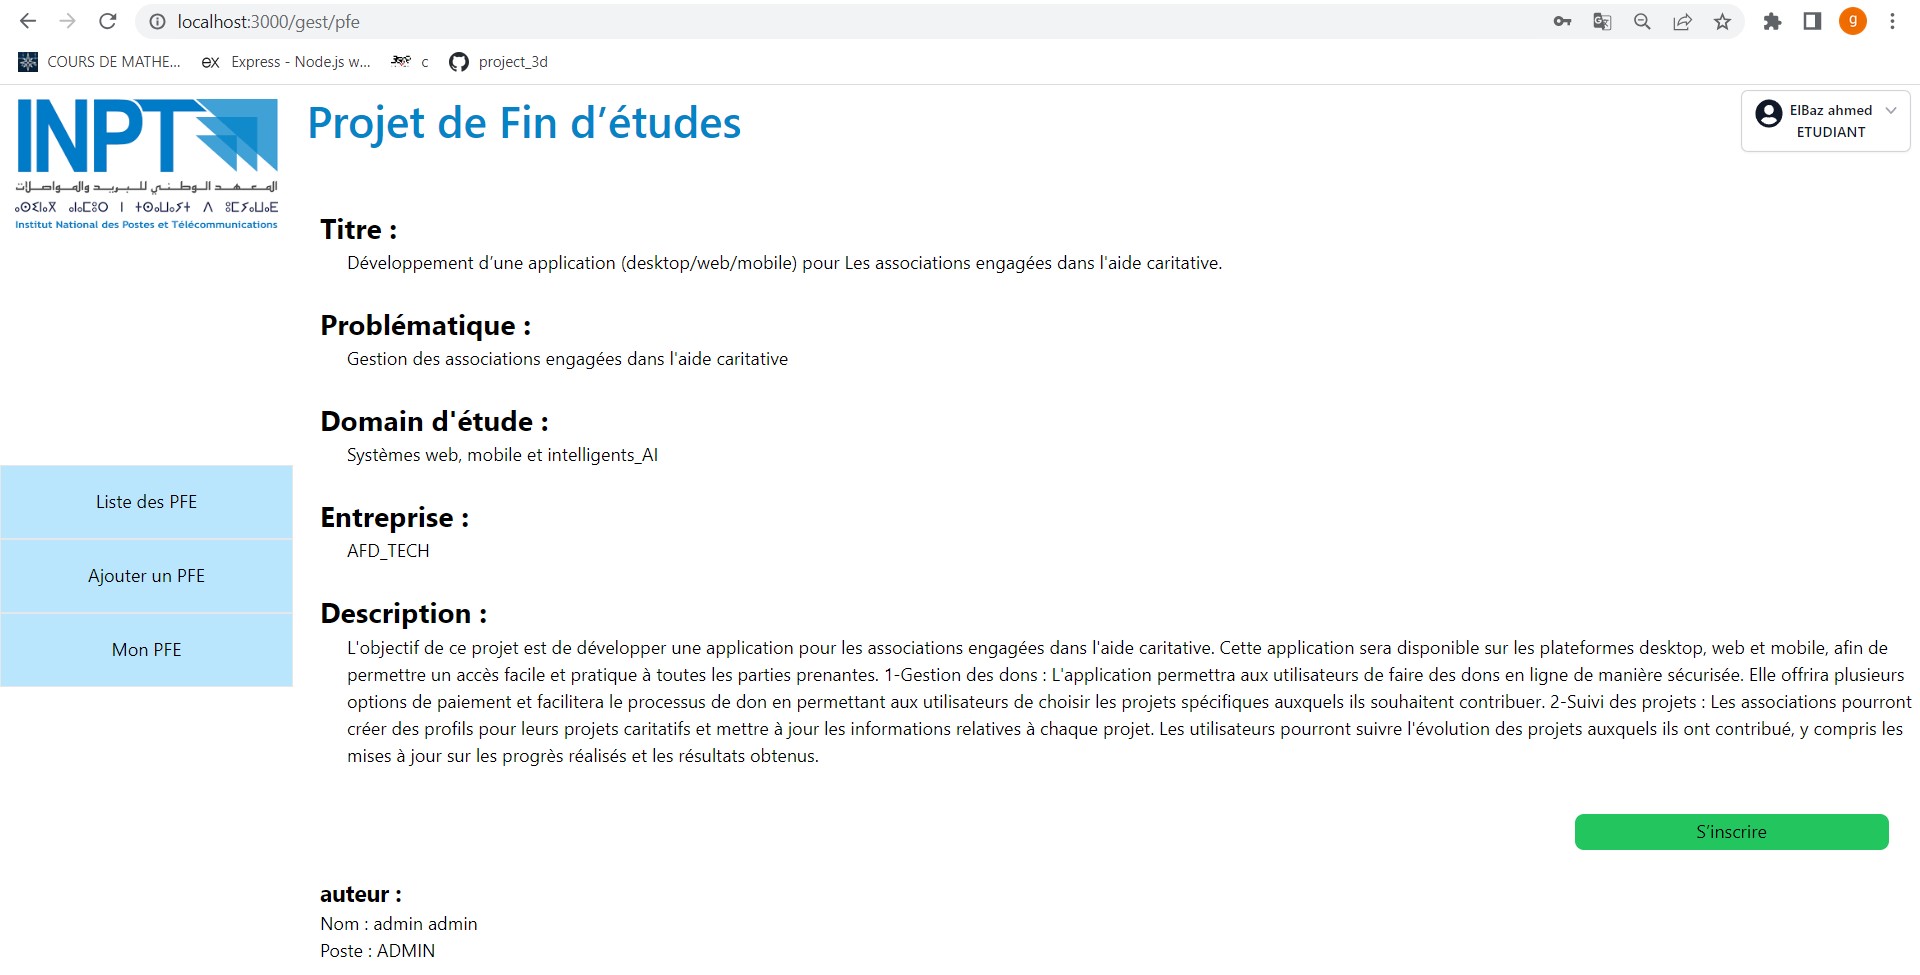 localhost:3000/gest/pfe
g
COURS DE MATHE...
ex Express - Node.js w...
c
project_3d
INPT
المعهد الوطني للبريد والمواصلات
Institut National des Postes et Télécommunications
Projet de Fin d’études
ElBaz ahmed
ETUDIANT
Titre :
Développement d’une application (desktop/web/mobile) pour Les associations engagées dans l'aide caritative.
Problématique :
Gestion des associations engagées dans l'aide caritative
Domain d'étude :
Systèmes web, mobile et intelligents_AI
Entreprise :
AFD_TECH
Description :
L'objectif de ce projet est de développer une application pour les associations engagées dans l'aide caritative. Cette application sera disponible sur les plateformes desktop, web et mobile, afin de
permettre un accès facile et pratique à toutes les parties prenantes. 1-Gestion des dons : L'application permettra aux utilisateurs de faire des dons en ligne de manière sécurisée. Elle offrira plusieurs
options de paiement et facilitera le processus de don en permettant aux utilisateurs de choisir les projets spécifiques auxquels ils souhaitent contribuer. 2-Suivi des projets : Les associations pourront
créer des profils pour leurs projets caritatifs et mettre à jour les informations relatives à chaque projet. Les utilisateurs pourront suivre l'évolution des projets auxquels ils ont contribué, y compris les
mises à jour sur les progrès réalisés et les résultats obtenus.
Liste des PFE
Ajouter un PFE
Mon PFE
S’inscrire
auteur :
Nom : admin admin
Poste : ADMIN